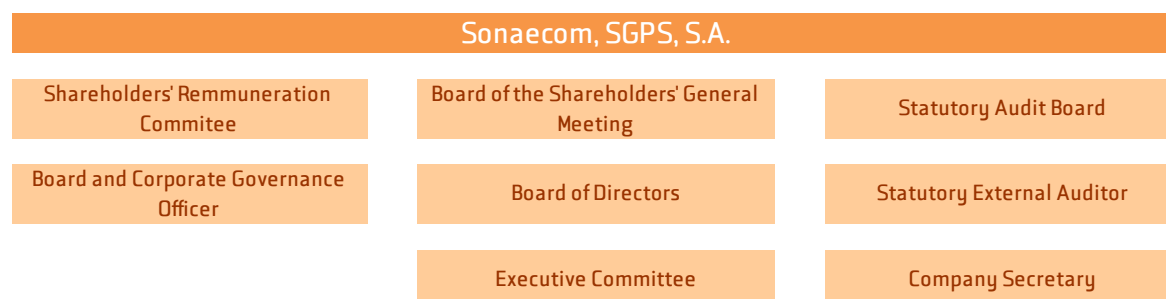 Sonaecom, SGPS, S.A.
Shareholders' Remmuneration
Commitee
Board of the Shareholders' General
Meeting
Statutory Audit Board
Board and Corporate Governance
Officer
Board of Directors
Statutory External Auditor
Executive Committee
Company Secretary